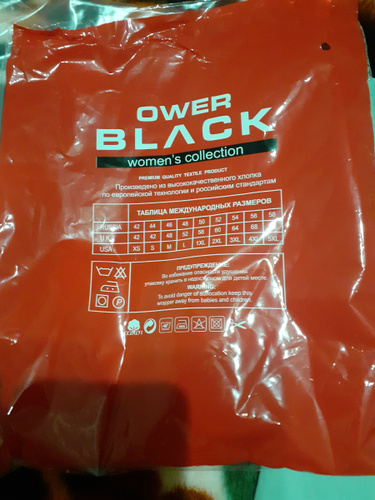 OWER
BLACK
women's collection
PREMIUM QUALITY TEXTILE PRODUCT
Произведено из высококачественного хлопка
по европейской технологии и российским стандартам
ТАБЛИЦА МЕЖДУНАРОДНЫХ РАЗМЕРОВ
RUSSIA 42 44 46 48 50 52 54 56 58
U.K. 42 42 48 52 56 60 64 68
USA XS S M L 1XL 2XL 3XL 4XL 5XL
ПРЕДУПРЕЖДЕНИЕ:
Во избежание опасности удушения,
упаковку хранить в недоступном для детей месте.
WARNING:
To avoid danger of suffocation keep this
wrapper away from babies and children.
P